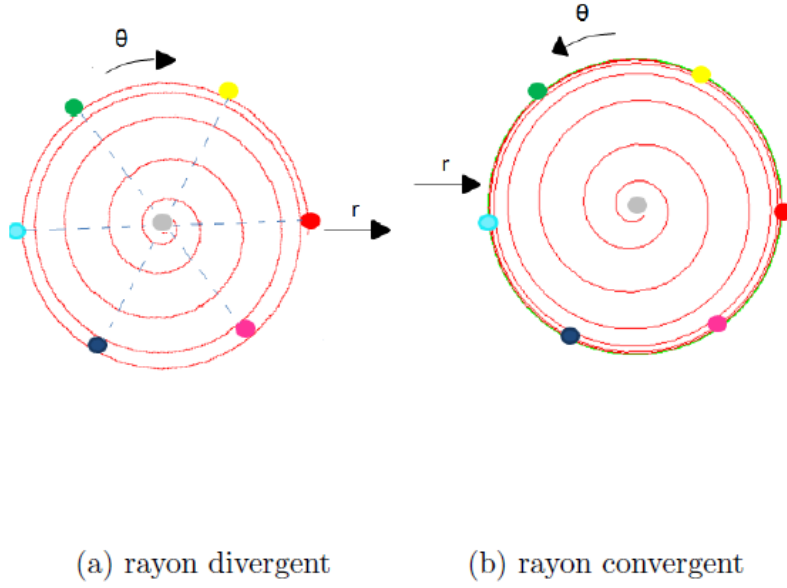 θ
r
θ
r
(a) rayon divergent
(b) rayon convergent